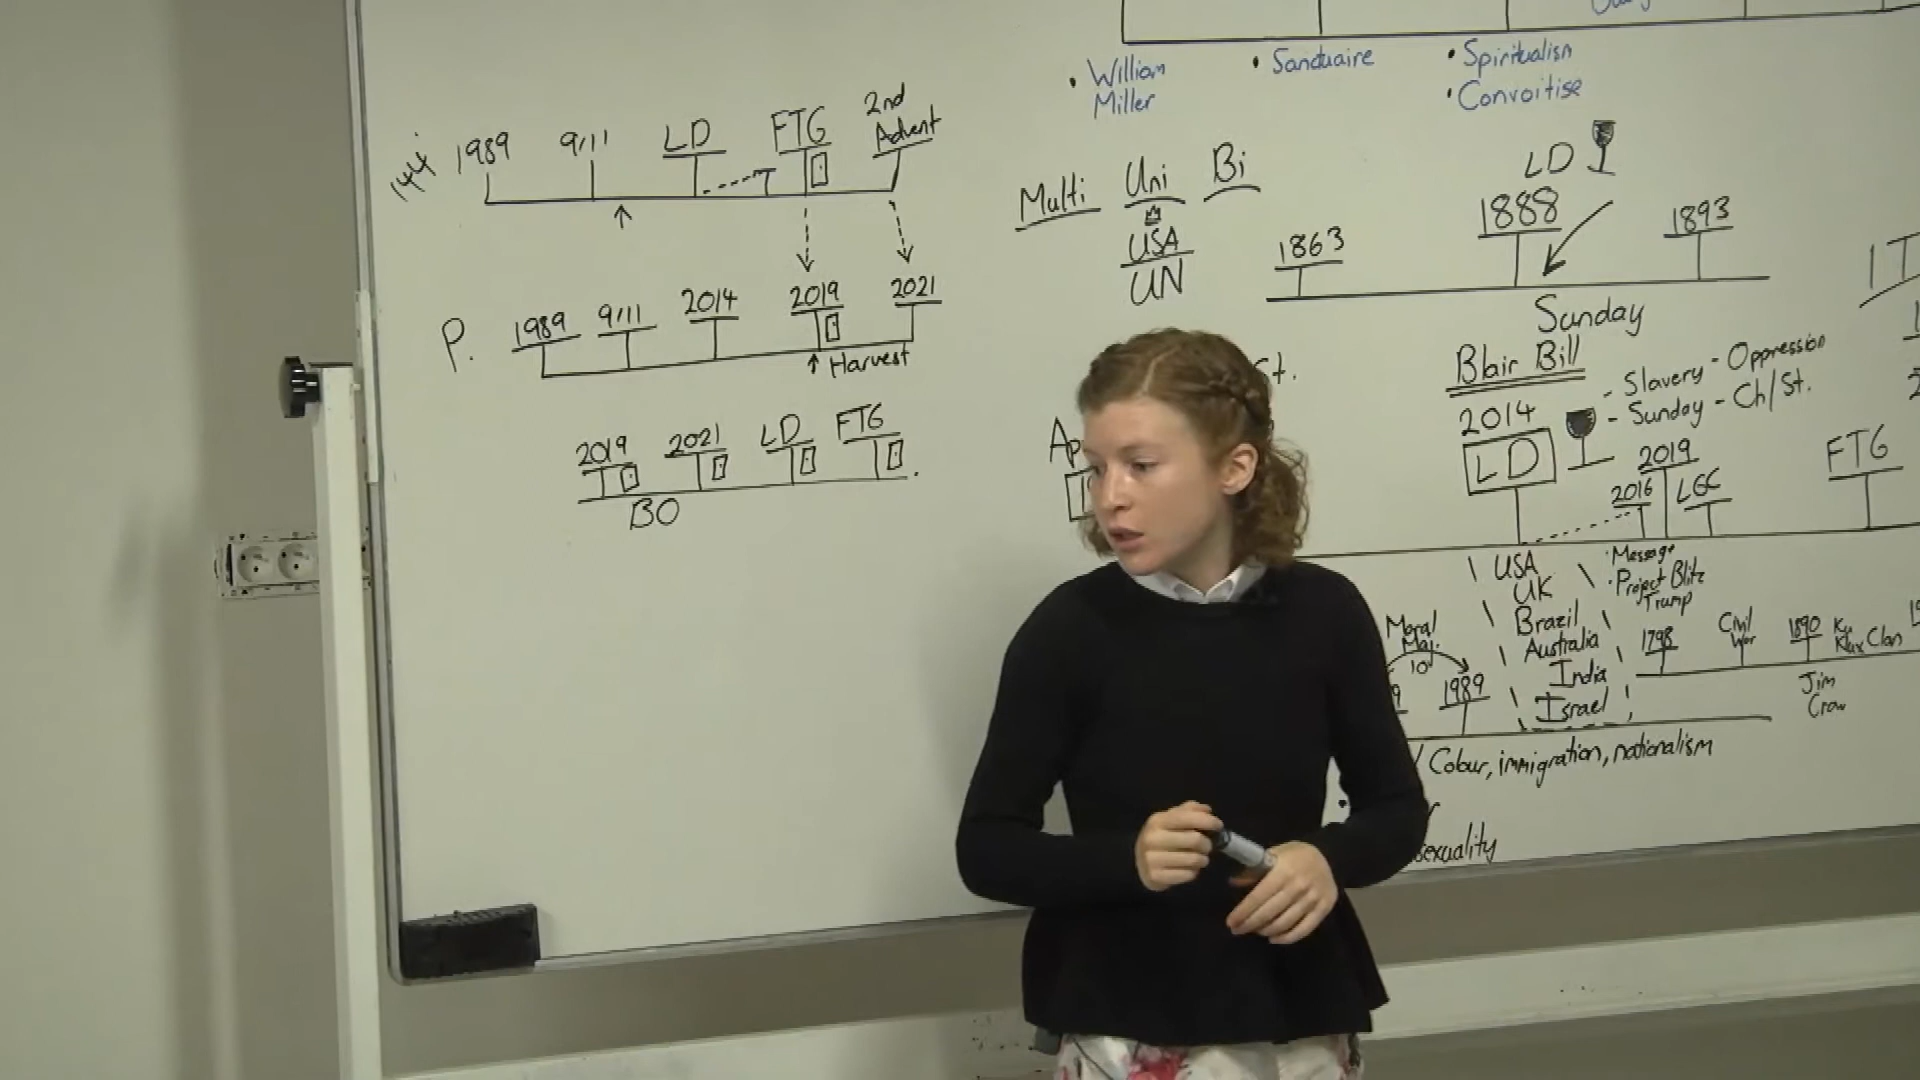 144
1989 9/11 LD FTG 2nd Advent
P. 1989 9/11 2014 2019 2021
Harvest
2019 2021 LD FTG
BO
• William Miller
• Sanctuaire
• Spiritualism
• Convoitise
Multi Uni Bi
USA
UN
LD
1863 1888 1893
Sunday
Blair Bill
- Slavery - Oppression
- Sunday - Ch/St.
St.
2014
LD
2019
2016 LGC
FTG
USA
UK
Brazil
Australia
India
Israel
• Message
• Project Blitz
Trump
Moral Maj.
10
9 1989
1798 Civil War 1890 Ku Klux Clan
Jim Crow
Colour, immigration, nationalism
sexuality